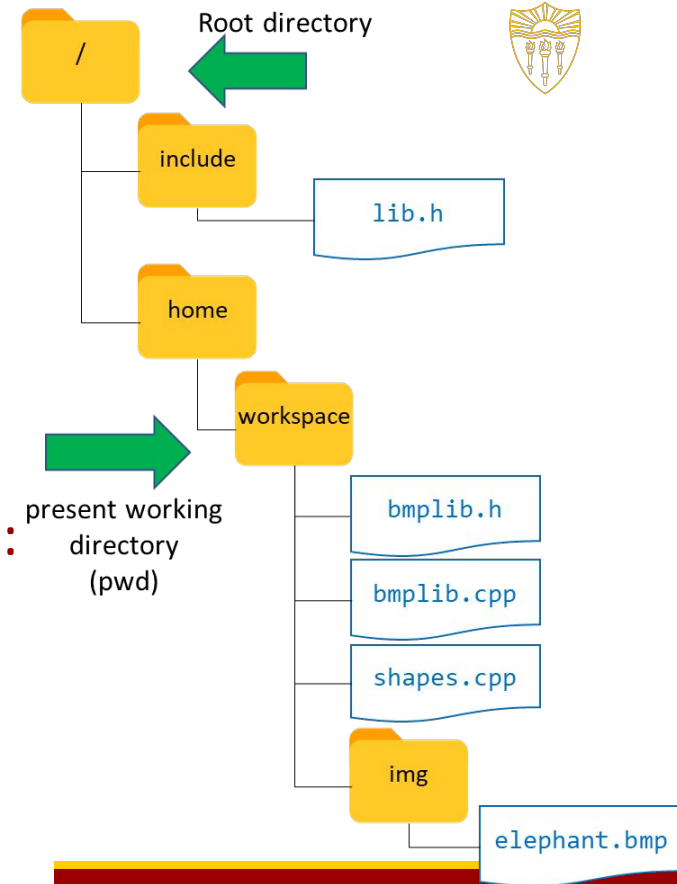 Root directory
/
include
lib.h
home
workspace
present working
directory
(pwd)
:
bmplib.h
bmplib.cpp
shapes.cpp
img
elephant.bmp